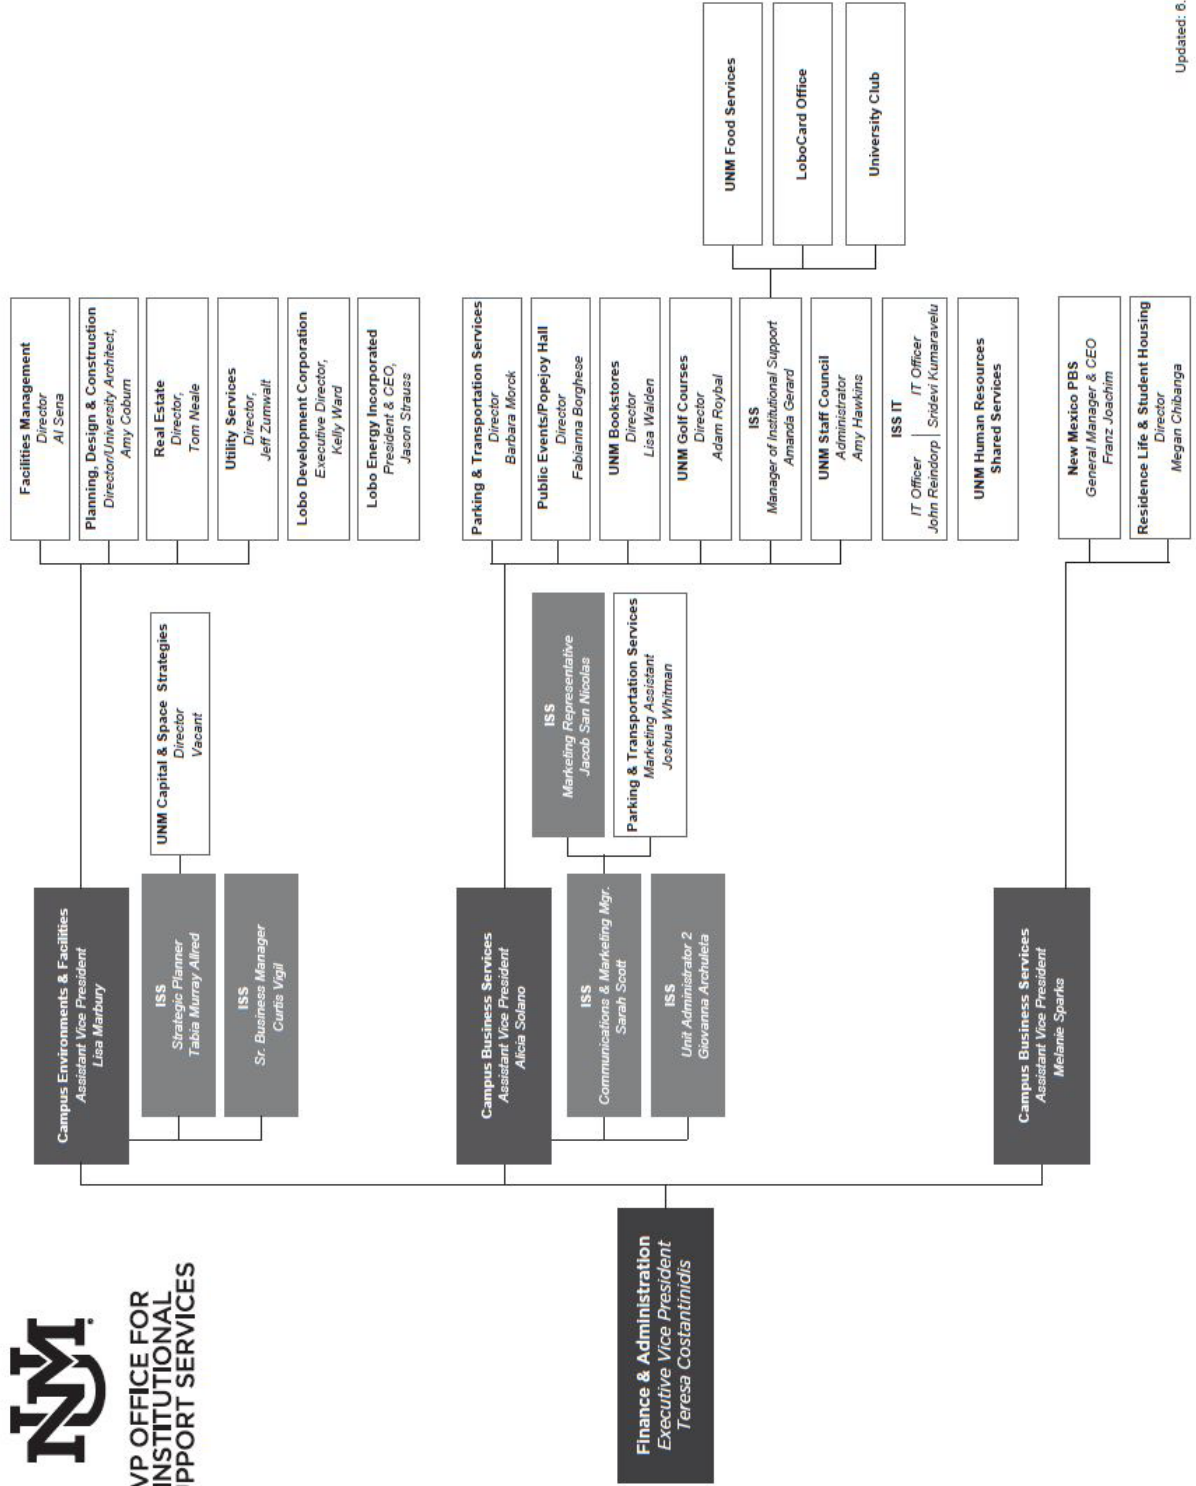 NM
VP OFFICE FOR
INSTITUTIONAL
PPORT SERVICES
Finance & Administration
Executive Vice President
Teresa Costantinidis
Campus Environments & Facilities
Assistant Vice President
Lisa Marbury
ISS
Strategic Planner
Tabia Murray Allred
ISS
Sr. Business Manager
Curtis Vigil
UNM Capital & Space Strategies
Director
Vacant
Facilities Management
Director
Al Sena
Planning, Design & Construction
Director/University Architect,
Amy Coburn
Real Estate
Director,
Tom Neale
Utility Services
Director,
Jeff Zumwalt
Lobo Development Corporation
Executive Director,
Kelly Ward
Lobo Energy Incorporated
President & CEO,
Jason Strauss
Campus Business Services
Assistant Vice President
Alicia Solano
ISS
Communications & Marketing Mgr.
Sarah Scott
ISS
Unit Administrator 2
Giovanna Archuleta
ISS
Marketing Representative
Jacob San Nicolas
Parking & Transportation Services
Marketing Assistant
Joshua Whitman
Parking & Transportation Services
Director
Barbara Morck
Public Events/Popejoy Hall
Director
Fabianna Borghese
UNM Bookstores
Director
Lisa Walden
UNM Golf Courses
Director
Adam Roybal
ISS
Manager of Institutional Support
Amanda Gerard
UNM Staff Council
Administrator
Amy Hawkins
ISS IT
IT Officer | IT Officer
John Reindorp | Sridevi Kumaravelu
UNM Human Resources
Shared Services
UNM Food Services
LoboCard Office
University Club
Campus Business Services
Assistant Vice President
Melanie Sparks
New Mexico PBS
General Manager & CEO
Franz Joachim
Residence Life & Student Housing
Director
Megan Chibanga
Updated: 6.